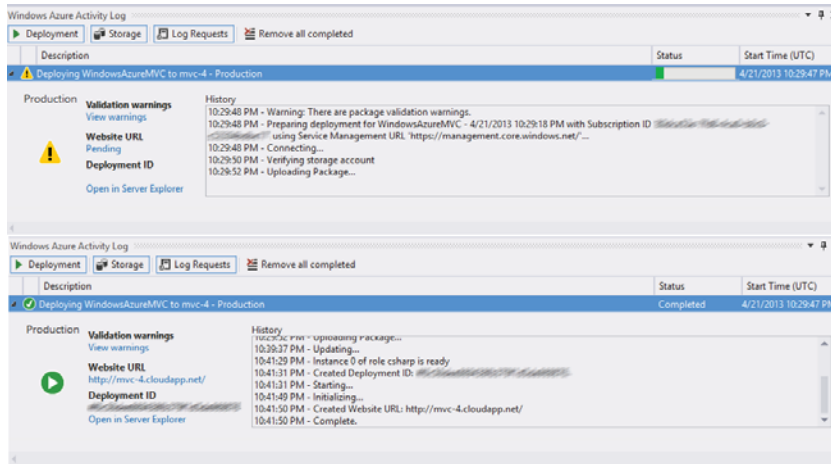 Windows Azure Activity Log
Deployment Storage Log Requests Remove all completed
Description Status Start Time (UTC)
Deploying WindowsAzureMVC to mvc-4 - Production 4/21/2013 10:29:47 PM
Production
Validation warnings
View warnings
Website URL
Pending
Deployment ID
Open in Server Explorer
History
10:29:48 PM - Warning: There are package validation warnings.
10:29:48 PM - Preparing deployment for WindowsAzureMVC - 4/21/2013 10:29:18 PM with Subscription ID
using Service Management URL 'https://management.core.windows.net/'...
10:29:48 PM - Connecting...
10:29:50 PM - Verifying storage account
10:29:52 PM - Uploading Package...
Windows Azure Activity Log
Deployment Storage Log Requests Remove all completed
Description Status Start Time (UTC)
Deploying WindowsAzureMVC to mvc-4 - Production Completed 4/21/2013 10:29:47 PM
Production
Validation warnings
View warnings
Website URL
http://mvc-4.cloudapp.net/
Deployment ID
Open in Server Explorer
History
10:29:52 PM - Uploading Package...
10:39:37 PM - Updating...
10:41:29 PM - Instance 0 of role csharp is ready
10:41:31 PM - Created Deployment ID:
10:41:31 PM - Starting...
10:41:49 PM - Initializing...
10:41:50 PM - Created Website URL: http://mvc-4.cloudapp.net/
10:41:50 PM - Complete.